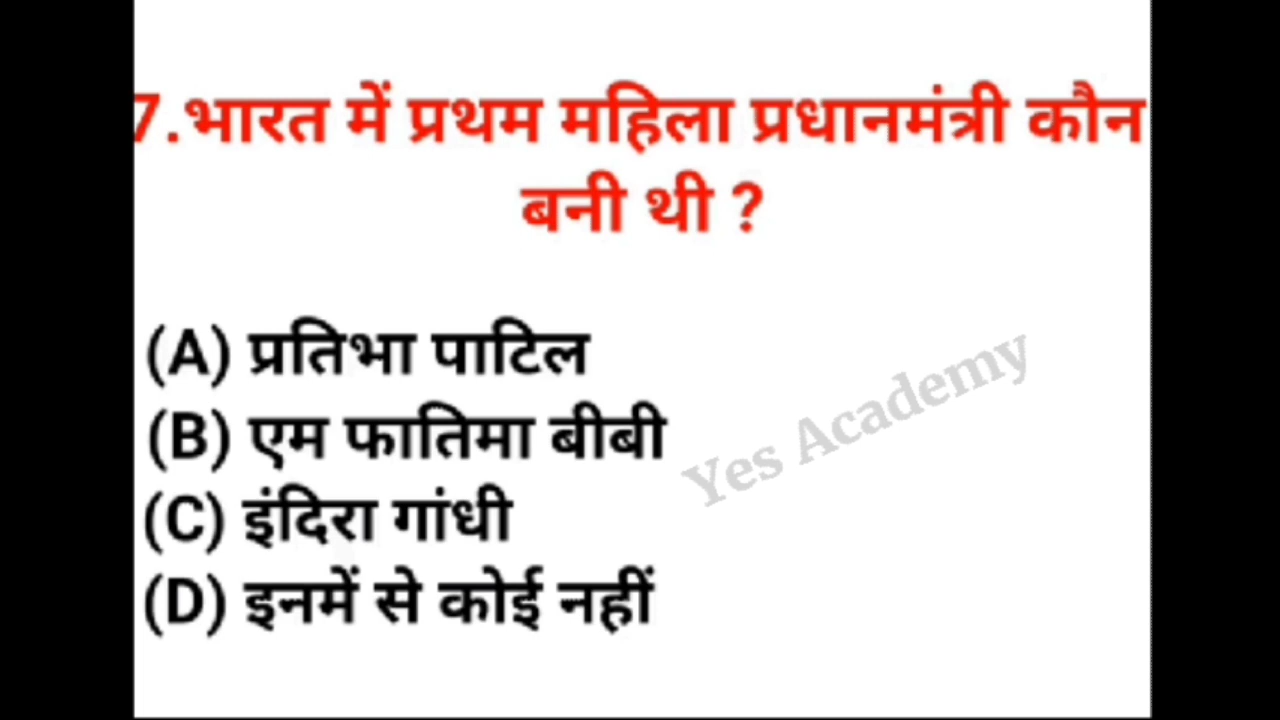 7.भारत में प्रथम महिला प्रधानमंत्री कौन
बनी थी ?
(A) प्रतिभा पाटिल
(B) एम फातिमा बीबी
(C) इंदिरा गांधी
(D) इनमें से कोई नहीं
Yes Academy